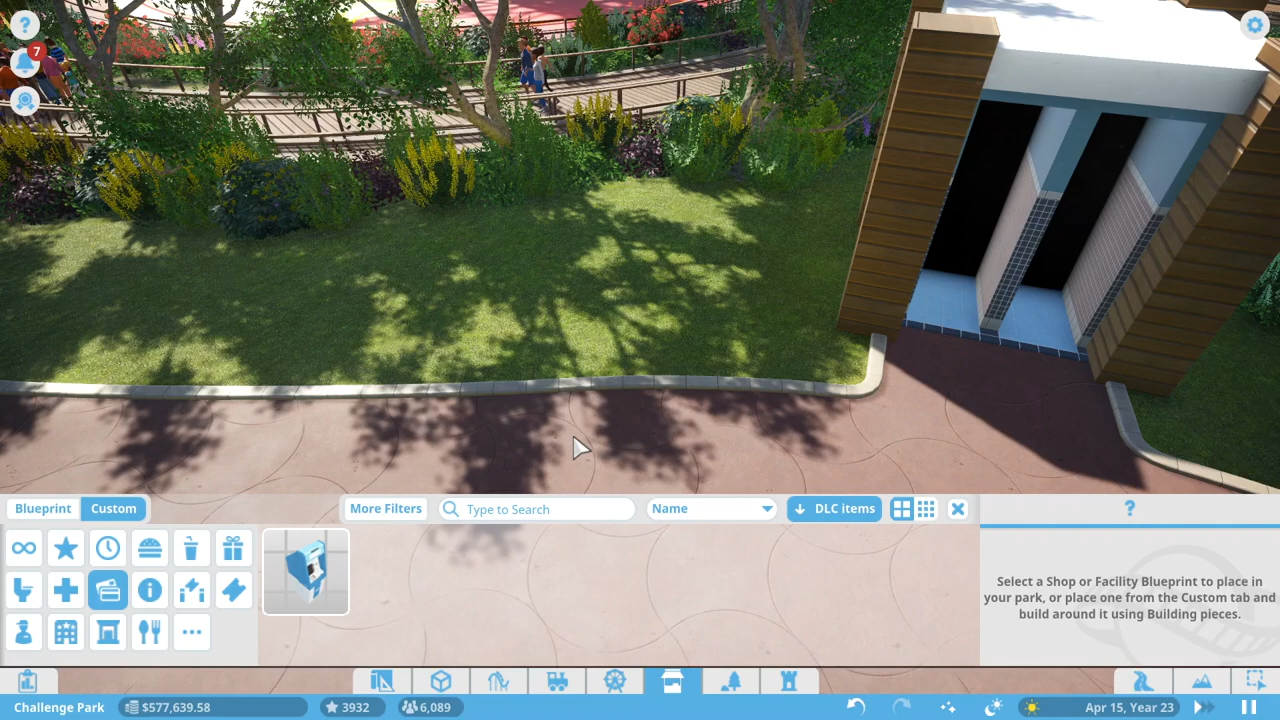 ?
7
Blueprint
Custom
More Filters
Type to Search
Name
DLC items
?
Select a Shop or Facility Blueprint to place in
your park, or place one from the Custom tab and
build around it using Building pieces.
Challenge Park
$577,639.58
3932
6,089
Apr 15, Year 23